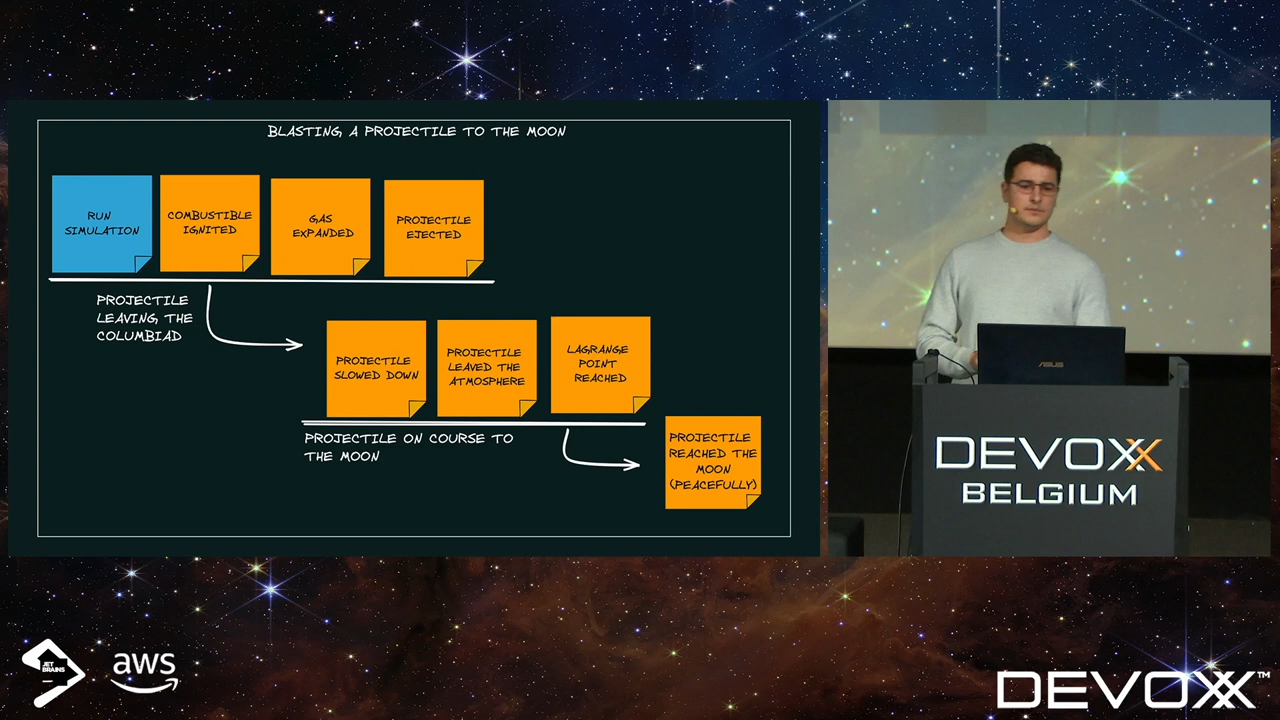 BLASTING A PROJECTILE TO THE MOON
RUN
SIMULATION
COMBUSTIBLE
IGNITED
GAS
EXPANDED
PROJECTILE
EJECTED
PROJECTILE
LEAVING THE
COLUMBIAD
PROJECTILE
SLOWED DOWN
PROJECTILE
LEAVED THE
ATMOSPHERE
LAGRANGE
POINT
REACHED
PROJECTILE ON COURSE TO
THE MOON
PROJECTILE
REACHED THE
MOON
(PEACEFULLY)
ASUS
DEVOXX
BELGIUM
JET
BRAINS
aws
DEVOXX™